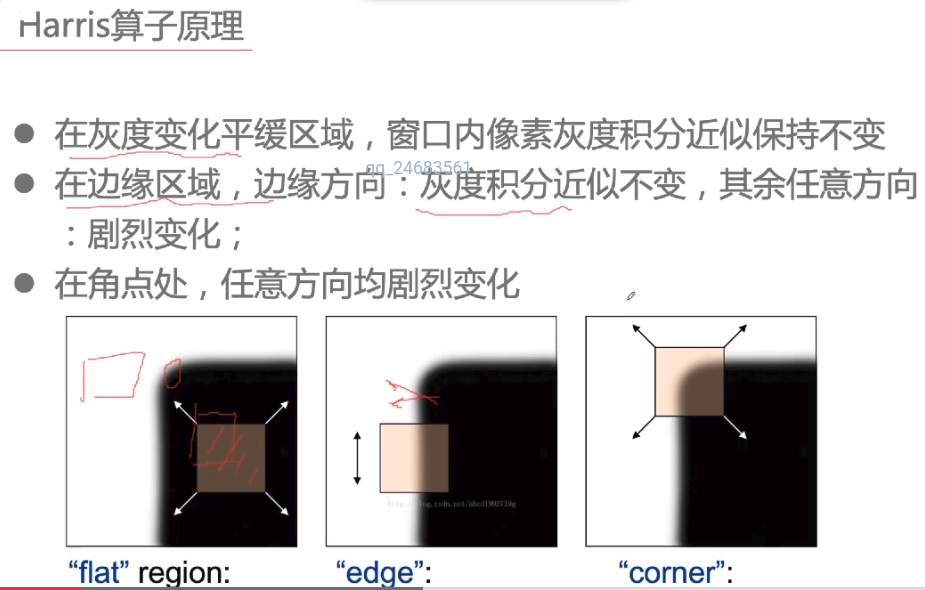 Harris算子原理
● 在灰度变化平缓区域，窗口内像素灰度积分近似保持不变
qq_24683561
● 在边缘区域，边缘方向：灰度积分近似不变，其余任意方向
：剧烈变化；
● 在角点处，任意方向均剧烈变化
“flat” region:
“edge”:
“corner”: